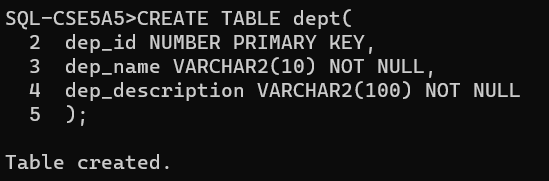 SQL-CSE5A5>CREATE TABLE dept(
  2  dep_id NUMBER PRIMARY KEY,
  3  dep_name VARCHAR2(10) NOT NULL,
  4  dep_description VARCHAR2(100) NOT NULL
  5  );
Table created.